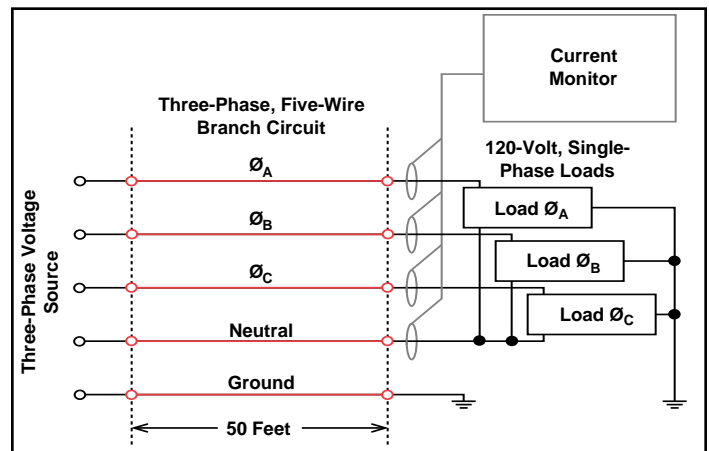 Current
Monitor
Three-Phase, Five-Wire
Branch Circuit
120-Volt, Single-
Phase Loads
Three-Phase Voltage
Source
ØA
ØB
ØC
Neutral
Ground
Load ØA
Load ØB
Load ØC
50 Feet